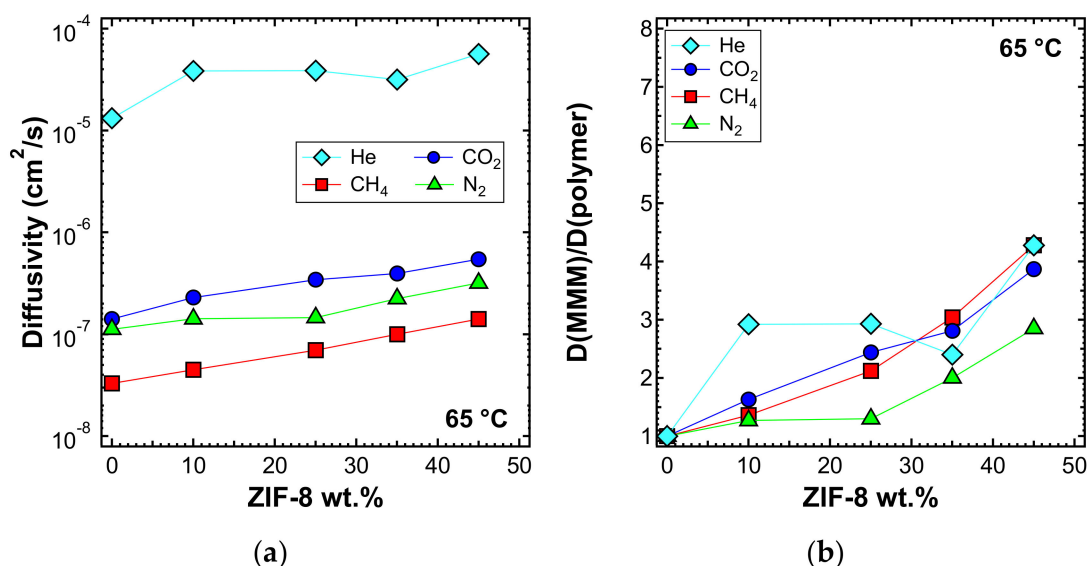 10⁻⁴
10⁻⁵
10⁻⁶
10⁻⁷
10⁻⁸
Diffusivity (cm²/s)
He
CO₂
CH₄
N₂
65 °C
0 10 20 30 40 50
ZIF-8 wt.%
(a)
8
7
6
5
4
3
2
1
D(MMM)/D(polymer)
He
CO₂
CH₄
N₂
65 °C
0 10 20 30 40 50
ZIF-8 wt.%
(b)